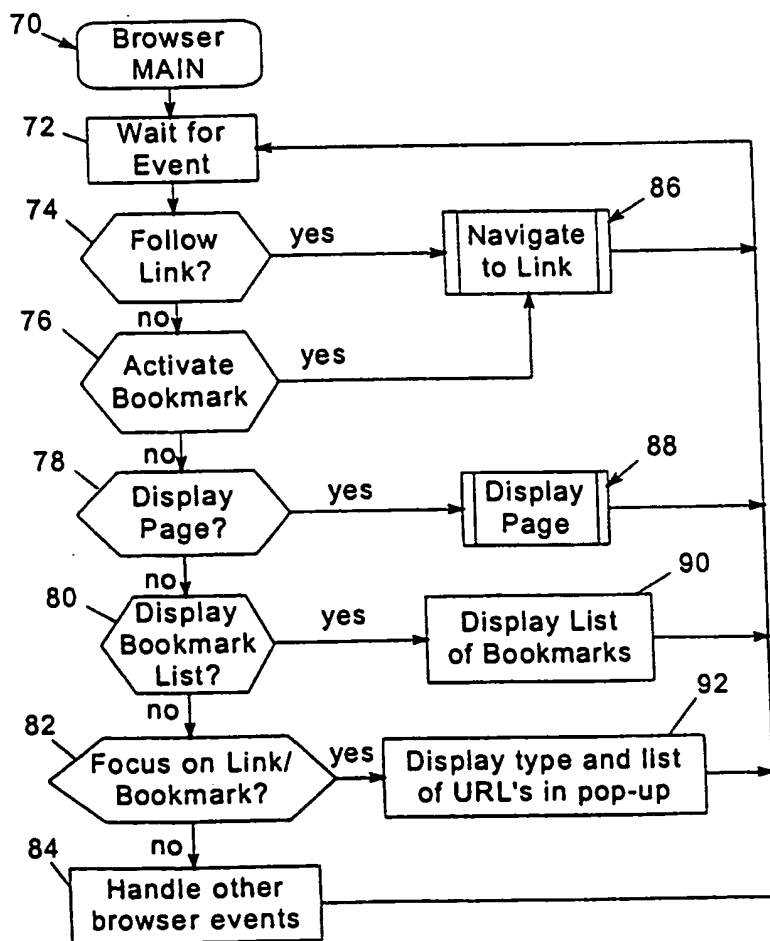 70
Browser
MAIN
72
Wait for
Event
74
Follow
Link?
yes
86
Navigate
to Link
no
76
Activate
Bookmark
yes
no
78
Display
Page?
yes
88
Display
Page
no
80
Display
Bookmark
List?
yes
90
Display List
of Bookmarks
no
82
Focus on Link/
Bookmark?
yes
92
Display type and list
of URL's in pop-up
no
84
Handle other
browser events